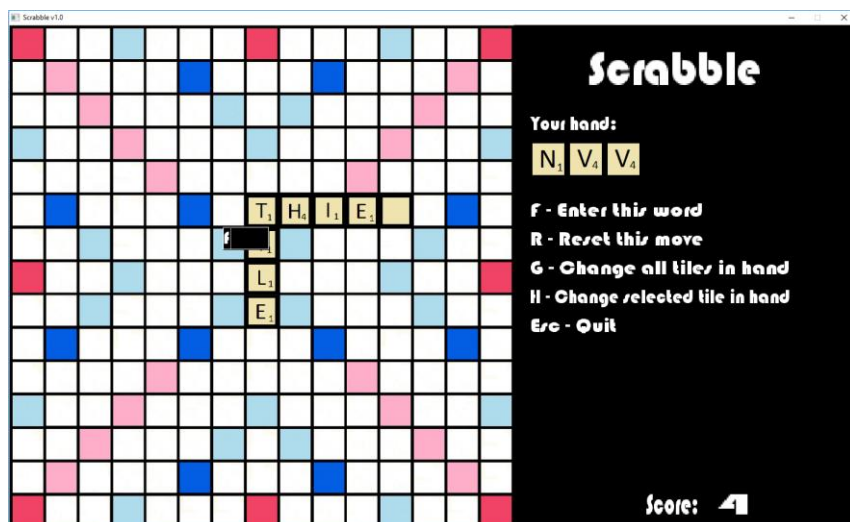 Scrabble v1.0
Scrabble
Your hand:
N1 V4 V4
T1 H4 I1 E1
F - Enter this word
R - Reset this move
f
1
G - Change all tiles in hand
L1
H - Change selected tile in hand
E1
Esc - Quit
Score: 4